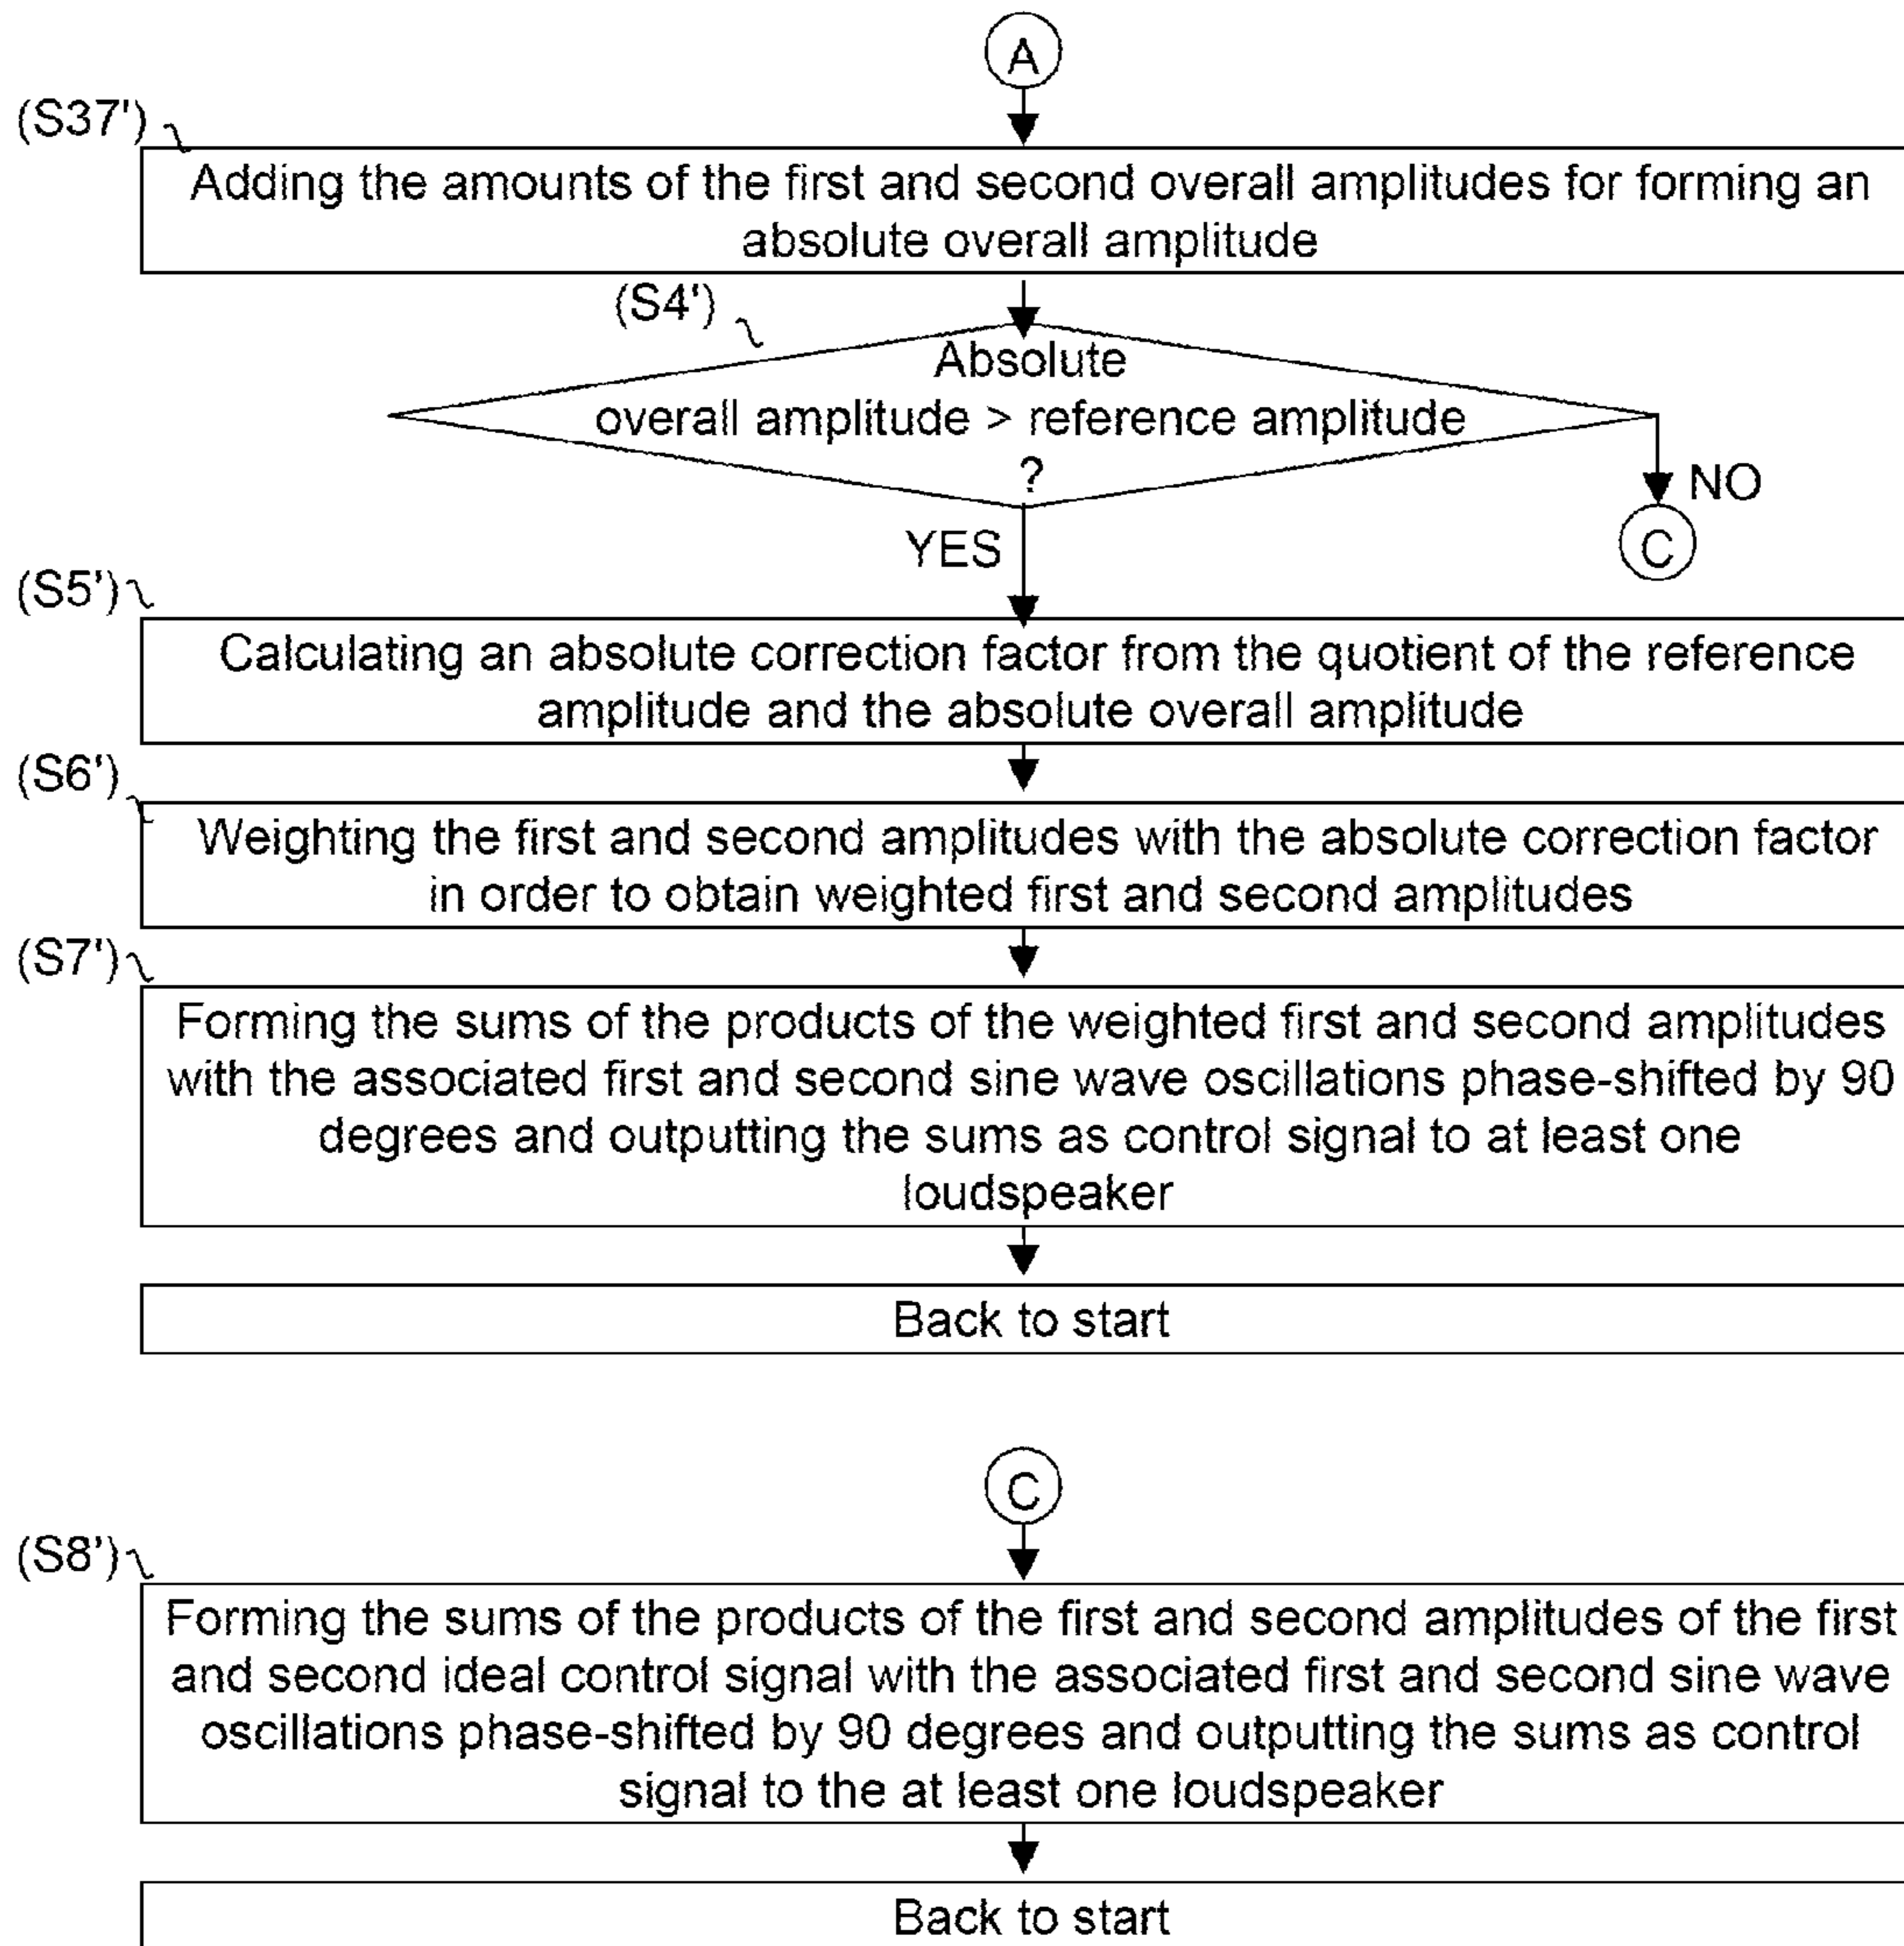 A
(S37')
Adding the amounts of the first and second overall amplitudes for forming an
absolute overall amplitude
(S4')
Absolute
overall amplitude > reference amplitude
?
NO
C
YES
(S5')
Calculating an absolute correction factor from the quotient of the reference
amplitude and the absolute overall amplitude
(S6')
Weighting the first and second amplitudes with the absolute correction factor
in order to obtain weighted first and second amplitudes
(S7')
Forming the sums of the products of the weighted first and second amplitudes
with the associated first and second sine wave oscillations phase-shifted by 90
degrees and outputting the sums as control signal to at least one
loudspeaker
Back to start
C
(S8’)
Forming the sums of the products of the first and second amplitudes of the first
and second ideal control signal with the associated first and second sine wave
oscillations phase-shifted by 90 degrees and outputting the sums as control
signal to the at least one loudspeaker
Back to start